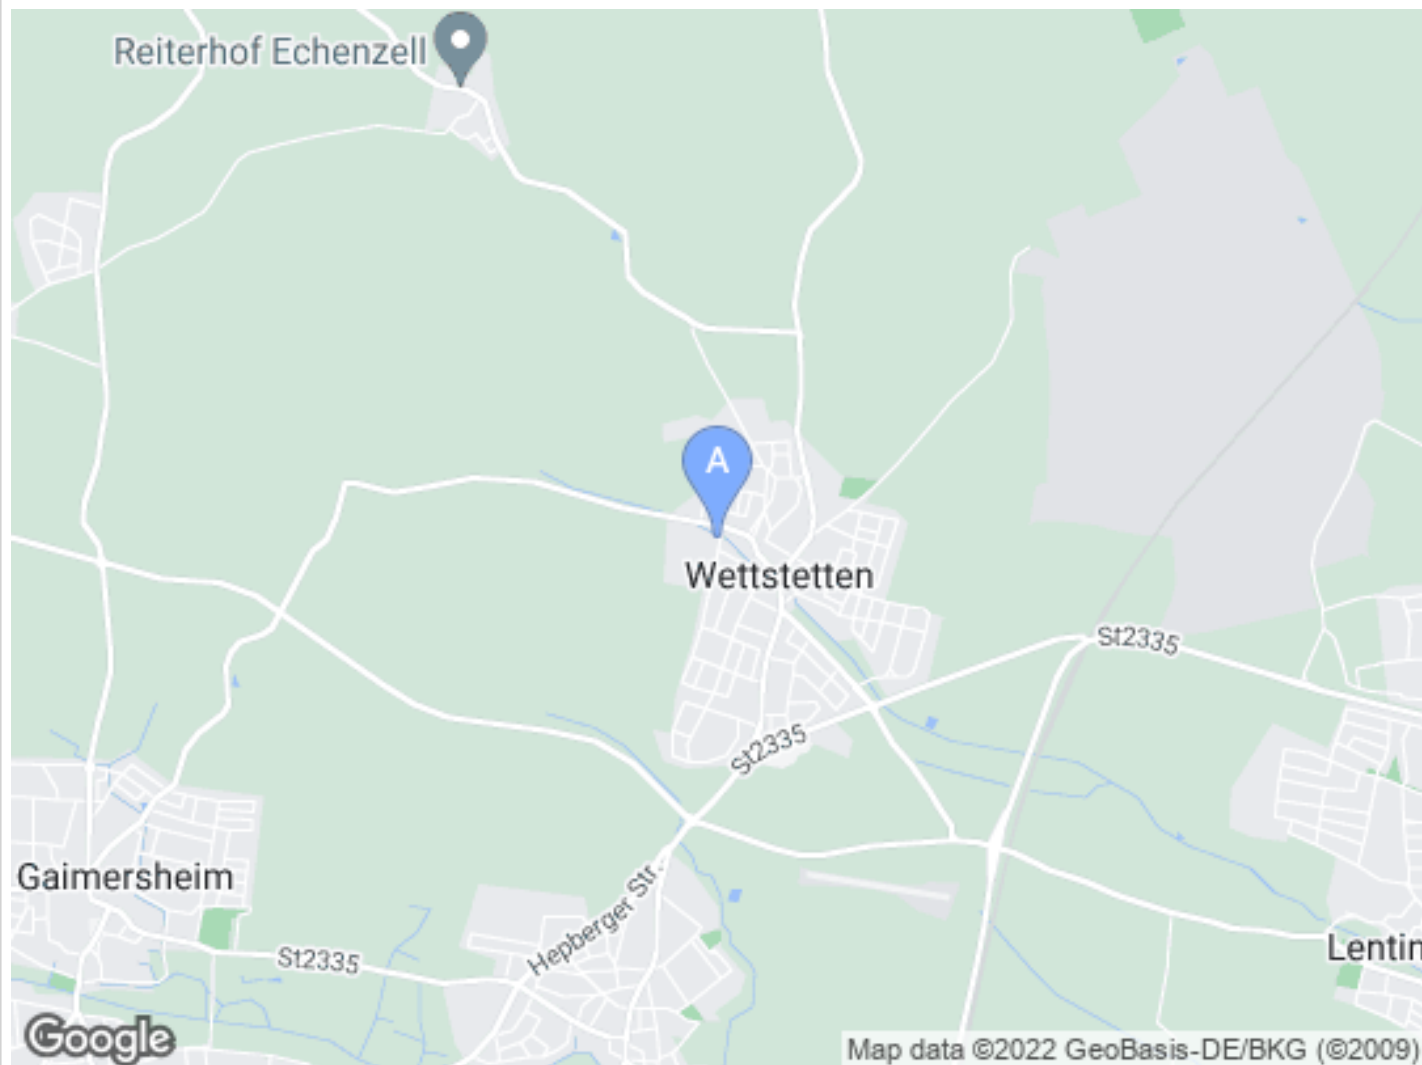 Reiterhof Echenzell
A
Wettstetten
St2335
St2335
Gaimersheim
Hepberger Str.
St2335
Lentin
Google
Map data ©2022 GeoBasis-DE/BKG (©2009)